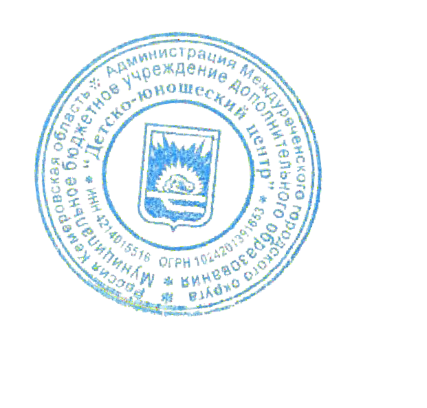 Россия Кемеровская область * Администрация Междуреченского городского округа *
Муниципальное бюджетное учреждение дополнительного образования *
"Детско-юношеский центр" *
ИНН 4214015516 ОГРН 1024201391653 *